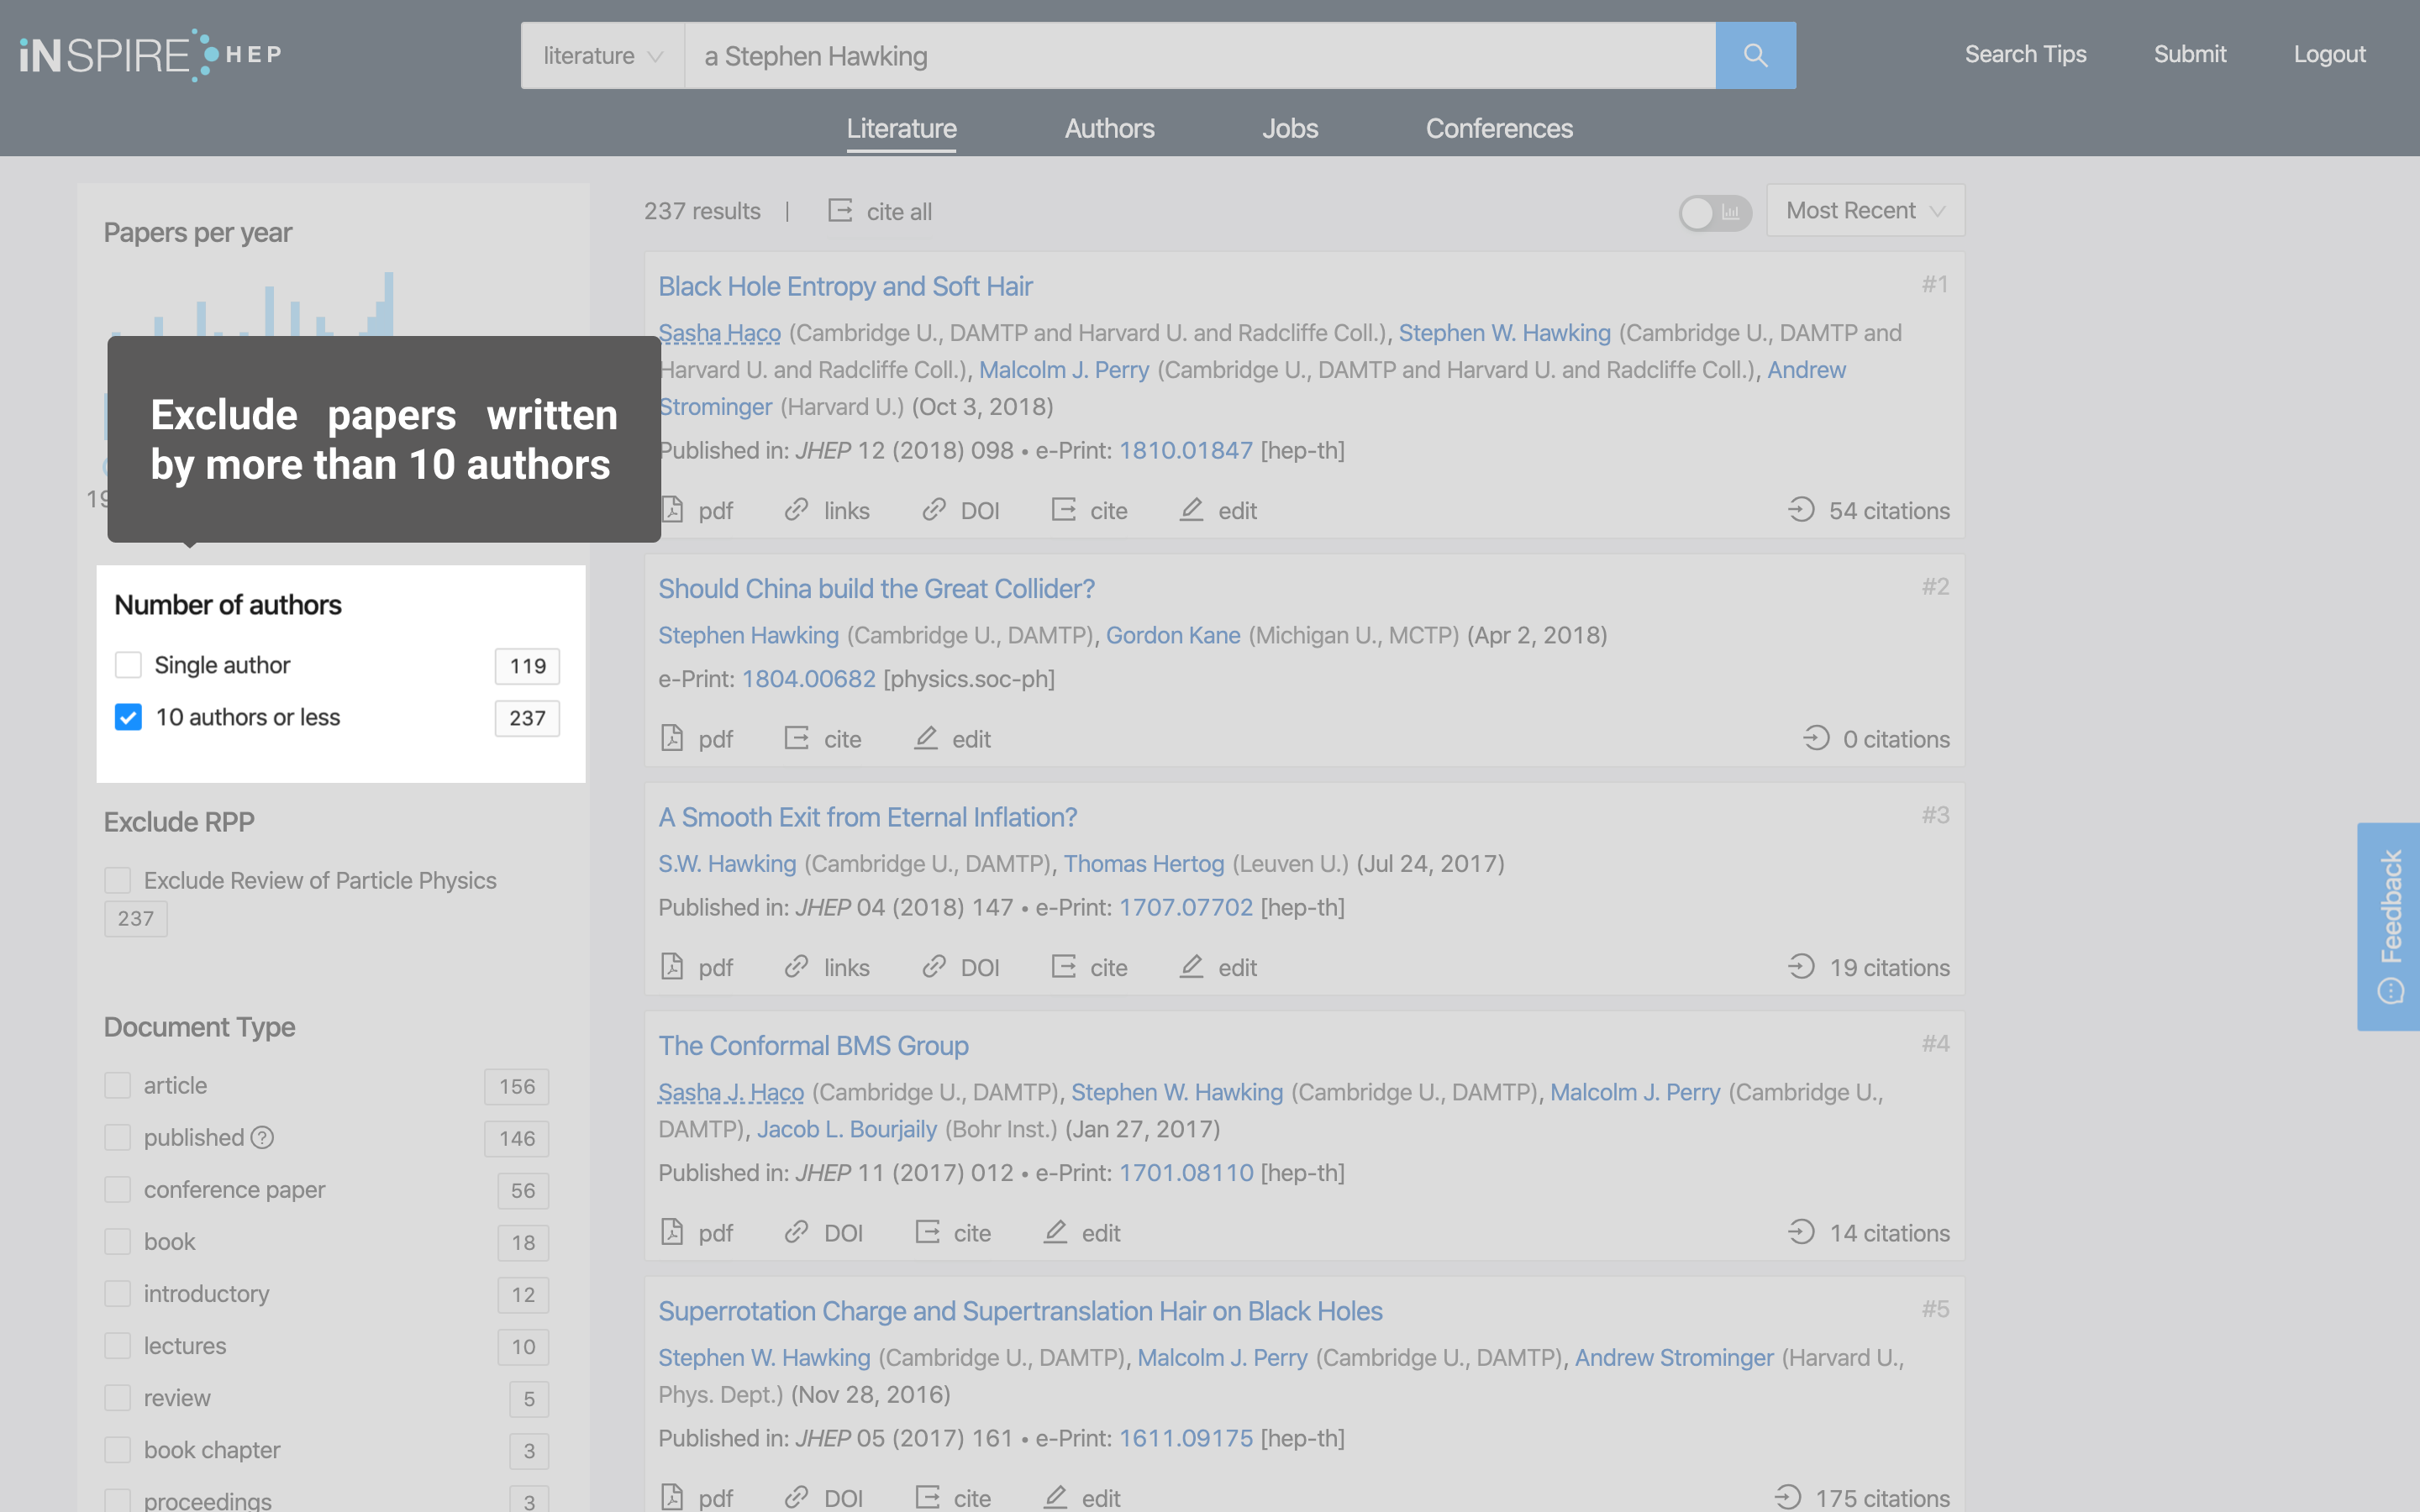 iNSPIRE HEP
literature
a Stephen Hawking
Search Tips
Submit
Logout
Literature
Authors
Jobs
Conferences
Papers per year
Exclude papers written
by more than 10 authors
Number of authors
Single author 119
10 authors or less 237
Exclude RPP
Exclude Review of Particle Physics
237
Document Type
article 156
published 146
conference paper 56
book 18
introductory 12
lectures 10
review 5
book chapter 3
proceedings 3
237 results | cite all
Most Recent
Black Hole Entropy and Soft Hair #1
Sasha Haco (Cambridge U., DAMTP and Harvard U. and Radcliffe Coll.), Stephen W. Hawking (Cambridge U., DAMTP and
Harvard U. and Radcliffe Coll.), Malcolm J. Perry (Cambridge U., DAMTP and Harvard U. and Radcliffe Coll.), Andrew
Strominger (Harvard U.) (Oct 3, 2018)
Published in: JHEP 12 (2018) 098 • e-Print: 1810.01847 [hep-th]
pdf links DOI cite edit 54 citations
Should China build the Great Collider? #2
Stephen Hawking (Cambridge U., DAMTP), Gordon Kane (Michigan U., MCTP) (Apr 2, 2018)
e-Print: 1804.00682 [physics.soc-ph]
pdf cite edit 0 citations
A Smooth Exit from Eternal Inflation? #3
S.W. Hawking (Cambridge U., DAMTP), Thomas Hertog (Leuven U.) (Jul 24, 2017)
Published in: JHEP 04 (2018) 147 • e-Print: 1707.07702 [hep-th]
pdf links DOI cite edit 19 citations
The Conformal BMS Group #4
Sasha J. Haco (Cambridge U., DAMTP), Stephen W. Hawking (Cambridge U., DAMTP), Malcolm J. Perry (Cambridge U.,
DAMTP), Jacob L. Bourjaily (Bohr Inst.) (Jan 27, 2017)
Published in: JHEP 11 (2017) 012 • e-Print: 1701.08110 [hep-th]
pdf DOI cite edit 14 citations
Superrotation Charge and Supertranslation Hair on Black Holes #5
Stephen W. Hawking (Cambridge U., DAMTP), Malcolm J. Perry (Cambridge U., DAMTP), Andrew Strominger (Harvard U.,
Phys. Dept.) (Nov 28, 2016)
Published in: JHEP 05 (2017) 161 • e-Print: 1611.09175 [hep-th]
pdf DOI cite edit 175 citations
Feedback